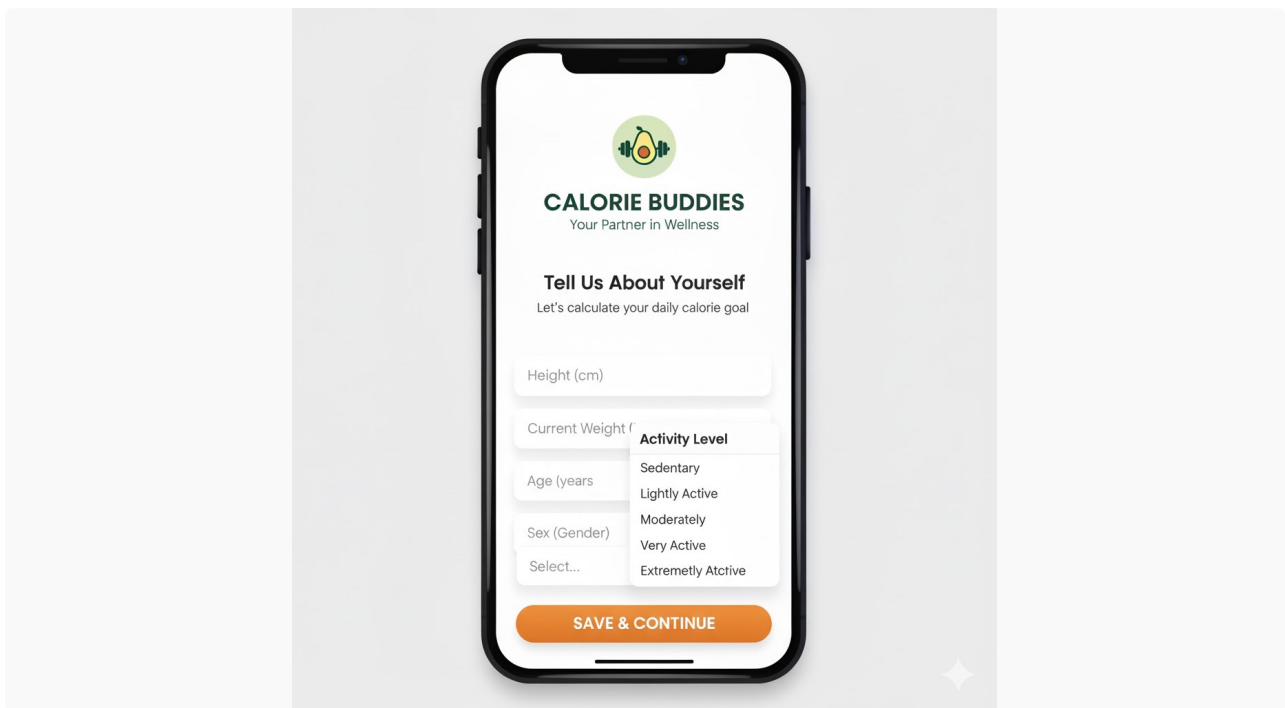 CALORIE BUDDIES
Your Partner in Wellness
Tell Us About Yourself
Let's calculate your daily calorie goal
Height (cm)
Current Weight (
Age (years
Sex (Gender)
Select...
Activity Level
Sedentary
Lightly Active
Moderately
Very Active
Extremetly Atctive
SAVE & CONTINUE